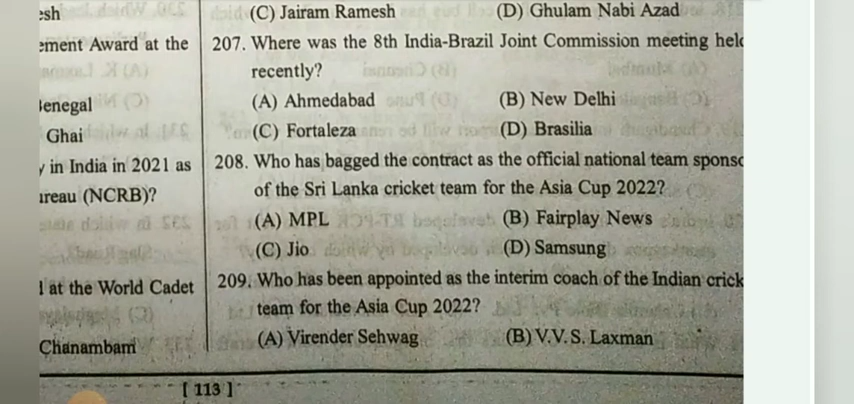 esh
ement Award at the
enegal
Ghai
in India in 2021 as
ureau (NCRB)?
at the World Cadet
Chanambam
(C) Jairam Ramesh (D) Ghulam Nabi Azad
207. Where was the 8th India-Brazil Joint Commission meeting held
recently?
(A) Ahmedabad (B) New Delhi
(C) Fortaleza (D) Brasilia
208. Who has bagged the contract as the official national team sponso
of the Sri Lanka cricket team for the Asia Cup 2022?
(A) MPL (B) Fairplay News
(C) Jio (D) Samsung
209. Who has been appointed as the interim coach of the Indian crick
team for the Asia Cup 2022?
(A) Virender Sehwag (B) V.V.S. Laxman
[ 113 ]